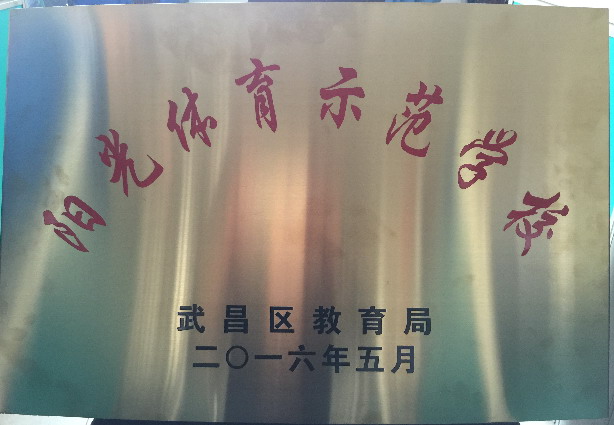 阳光体育示范学校
武昌区教育局
二〇一六年五月